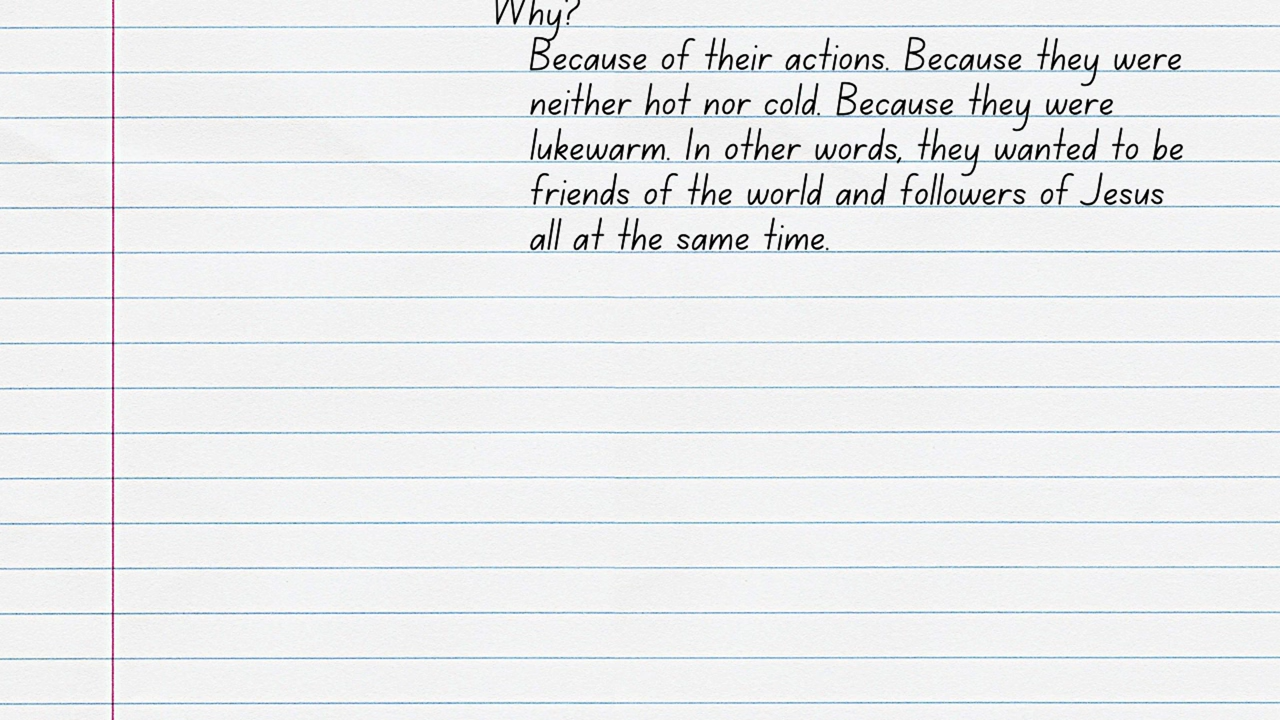 Why?
Because of their actions. Because they were
neither hot nor cold. Because they were
lukewarm. In other words, they wanted to be
friends of the world and followers of Jesus
all at the same time.